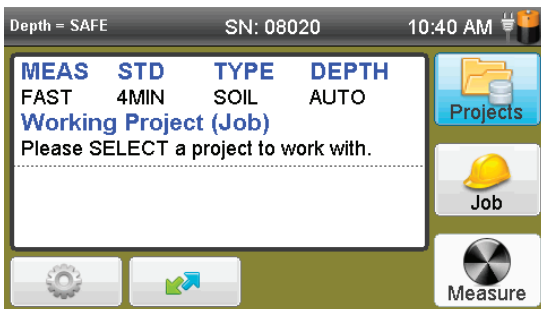 Depth = SAFE SN: 08020 10:40 AM
MEAS STD TYPE DEPTH
FAST 4MIN SOIL AUTO
Working Project (Job)
Please SELECT a project to work with.
Projects
Job
Measure